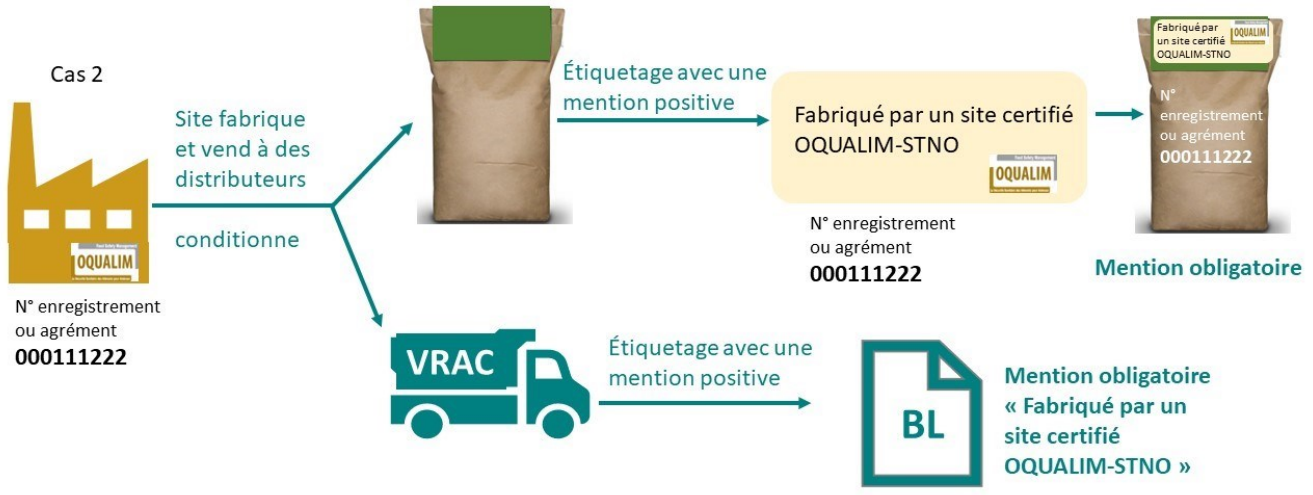 Cas 2
Site fabrique
et vend à des
distributeurs
conditionne
OQUALIM
N° enregistrement
ou agrément
000111222
Étiquetage avec une
mention positive
Fabriqué par un site certifié
OQUALIM-STNO
OQUALIM
N° enregistrement
ou agrément
000111222
Fabriqué par
un site certifié
OQUALIM-STNO
OQUALIM
N°
enregistrement
ou agrément
000111222
Mention obligatoire
VRAC
Étiquetage avec une
mention positive
BL
Mention obligatoire
« Fabriqué par un
site certifié
OQUALIM-STNO »